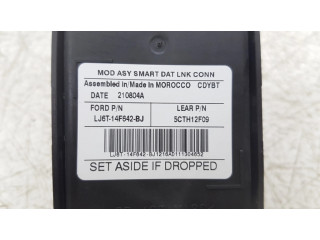 MOD ASY SMART DAT LNK CONN
Assembled in/Made in MOROCCO CDYBT
DATE 210804A
FORD P/N LEAR P/N
LJ6T-14F642-BJ 5CTH12F09
SET ASIDE IF DROPPED